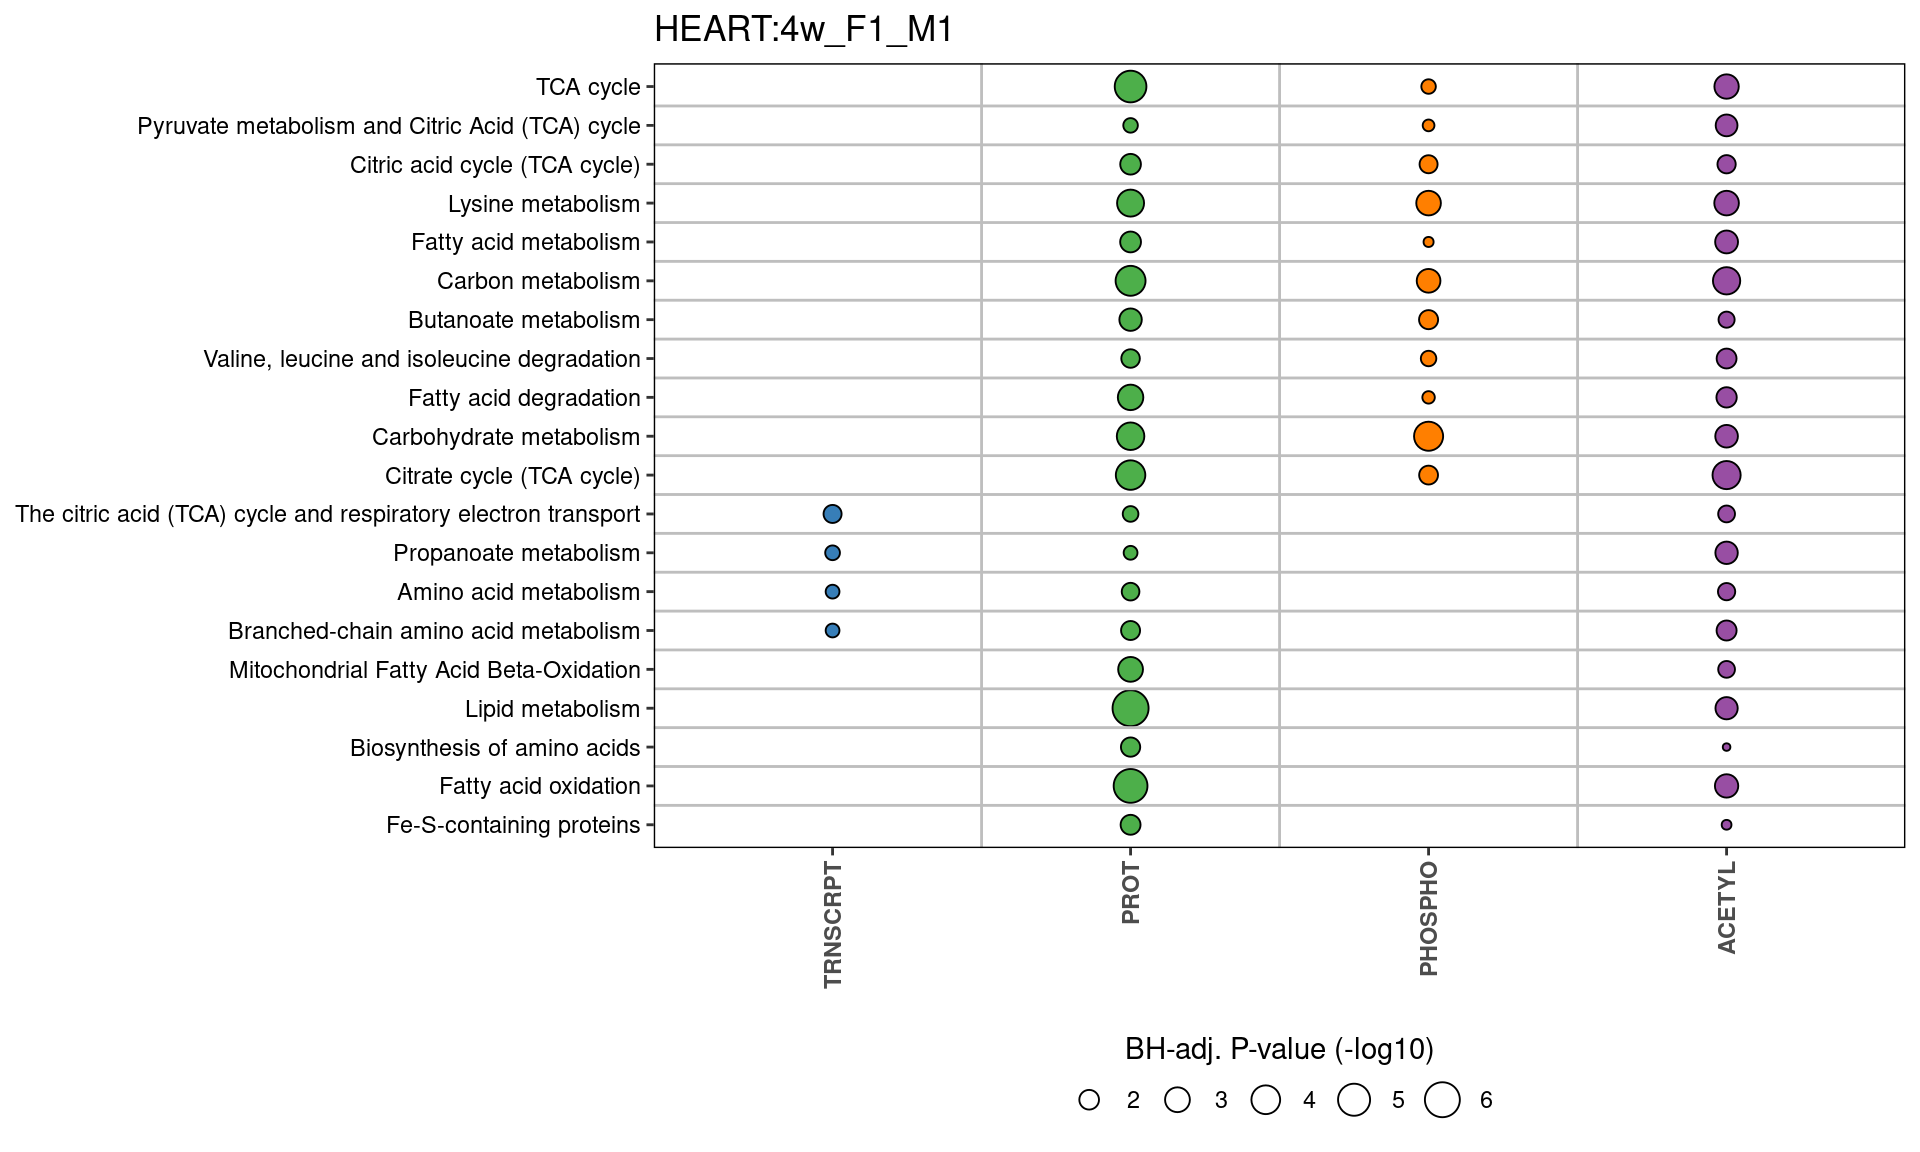 HEART:4w_F1_M1
TCA cycle
Pyruvate metabolism and Citric Acid (TCA) cycle
Citric acid cycle (TCA cycle)
Lysine metabolism
Fatty acid metabolism
Carbon metabolism
Butanoate metabolism
Valine, leucine and isoleucine degradation
Fatty acid degradation
Carbohydrate metabolism
Citrate cycle (TCA cycle)
The citric acid (TCA) cycle and respiratory electron transport
Propanoate metabolism
Amino acid metabolism
Branched-chain amino acid metabolism
Mitochondrial Fatty Acid Beta-Oxidation
Lipid metabolism
Biosynthesis of amino acids
Fatty acid oxidation
Fe-S-containing proteins
TRNSCRPT
PROT
PHOSPHO
ACETYL
BH-adj. P-value (-log10)
2 3 4 5 6